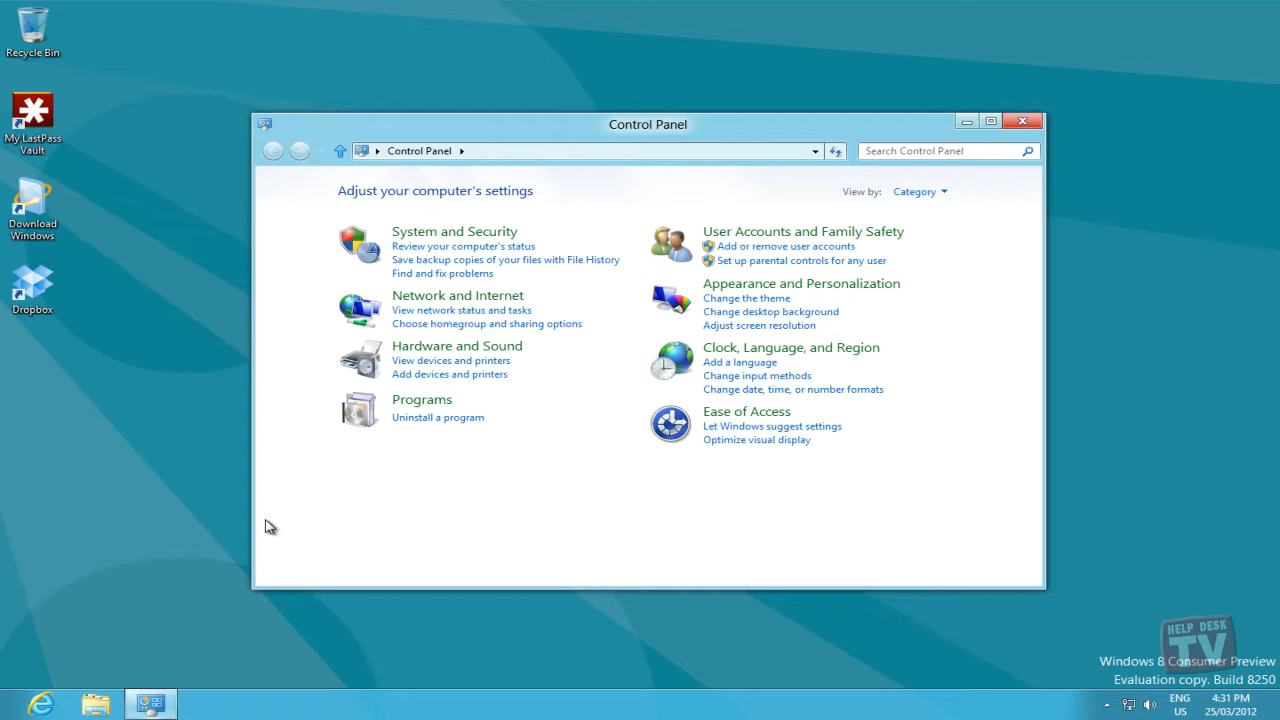 Recycle Bin
My LastPass
Vault
Download
Windows
Dropbox
Control Panel
Control Panel
Search Control Panel
Adjust your computer's settings
View by:
Category
System and Security
Review your computer's status
Save backup copies of your files with File History
Find and fix problems
Network and Internet
View network status and tasks
Choose homegroup and sharing options
Hardware and Sound
View devices and printers
Add devices and printers
Programs
Uninstall a program
User Accounts and Family Safety
Add or remove user accounts
Set up parental controls for any user
Appearance and Personalization
Change the theme
Change desktop background
Adjust screen resolution
Clock, Language, and Region
Add a language
Change input methods
Change date, time, or number formats
Ease of Access
Let Windows suggest settings
Optimize visual display
HELP DESK
TV
Windows 8 Consumer Preview
Evaluation copy. Build 8250
ENG
US
4:31 PM
25/03/2012